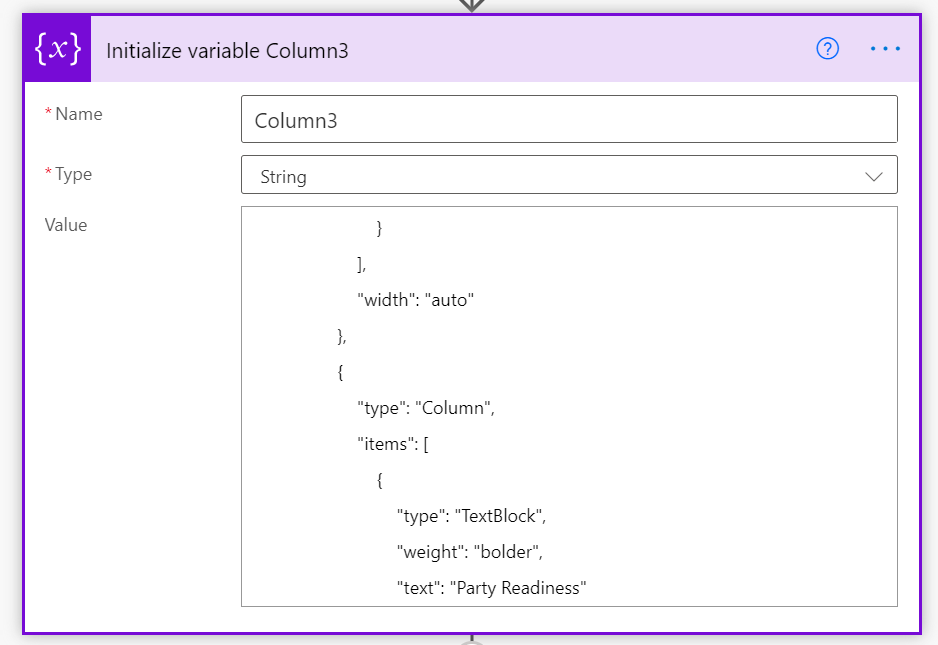 {x} Initialize variable Column3 ? ...
* Name
Column3
* Type
String
Value
}
],
"width": "auto"
},
{
"type": "Column",
"items": [
{
"type": "TextBlock",
"weight": "bolder",
"text": "Party Readiness"